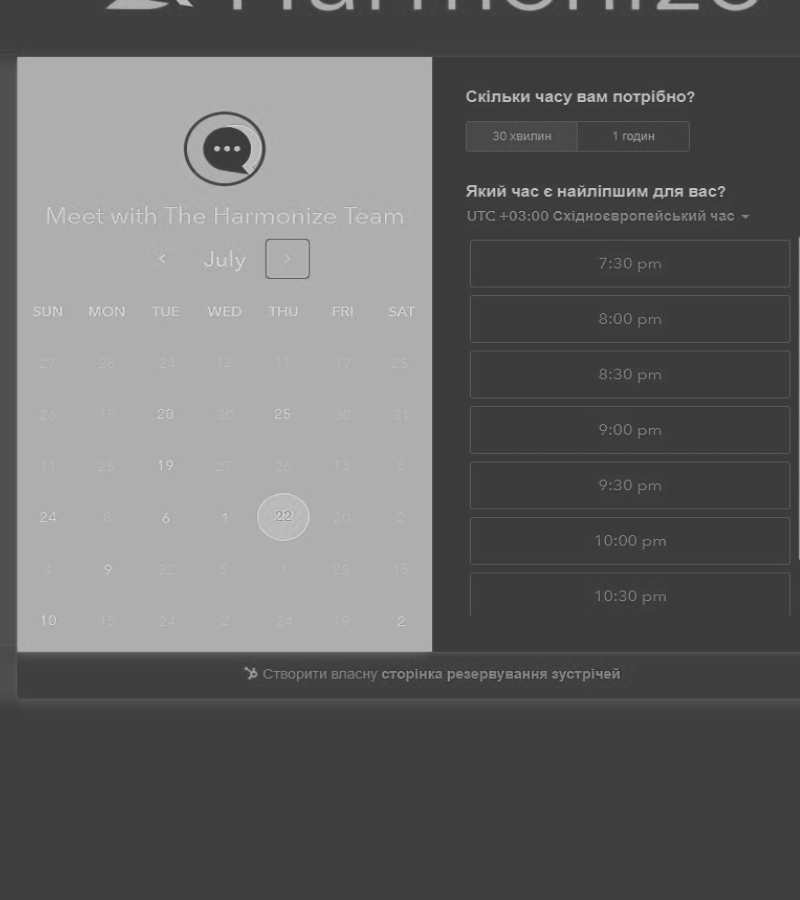 Harmonize
Meet with The Harmonize Team
July
SUN MON TUE WED THU FRI SAT
27 28 24 12 11 17 25
26 15 20 30 25 30 31
11 25 19 27 26 13 8
24 8 6 1 22 20 2
4 9 22 5 1 25 15
10 15 24 2 24 19 2
Скільки часу вам потрібно?
30 хвилин 1 годин
Який час є найліпшим для вас?
UTC +03:00 Східноєвропейський час
7:30 pm
8:00 pm
8:30 pm
9:00 pm
9:30 pm
10:00 pm
10:30 pm
Створити власну сторінка резервування зустрічей